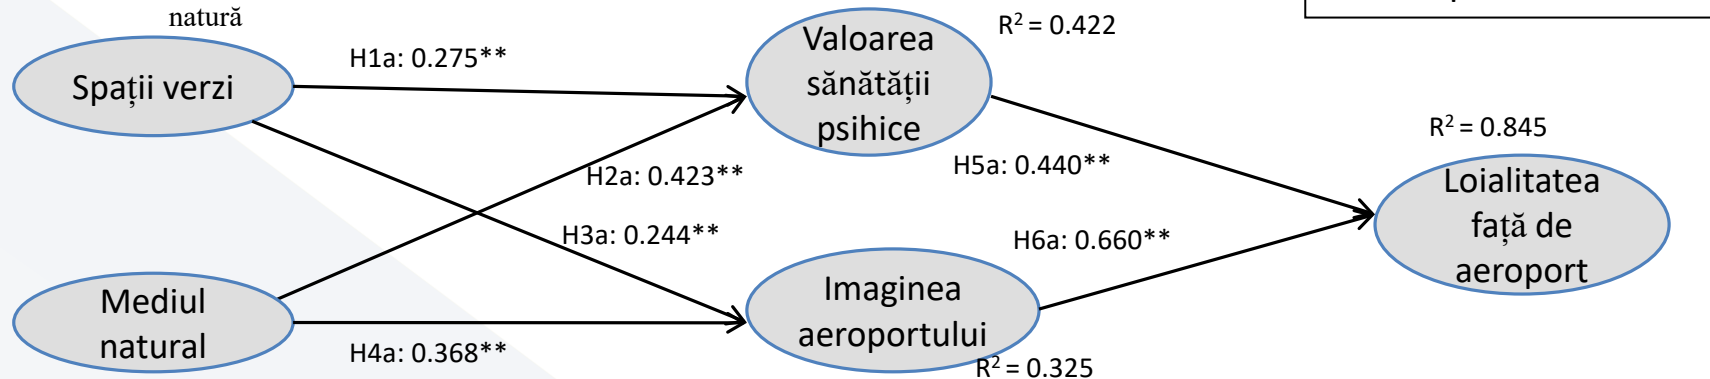 natură
Spații verzi
H1a: 0.275**
Valoarea
sănătății
psihice
R² = 0.422
H2a: 0.423**
H3a: 0.244**
H5a: 0.440**
R² = 0.845
Loialitatea
față de
aeroport
H6a: 0.660**
Mediul
natural
H4a: 0.368**
Imaginea
aeroportului
R² = 0.325